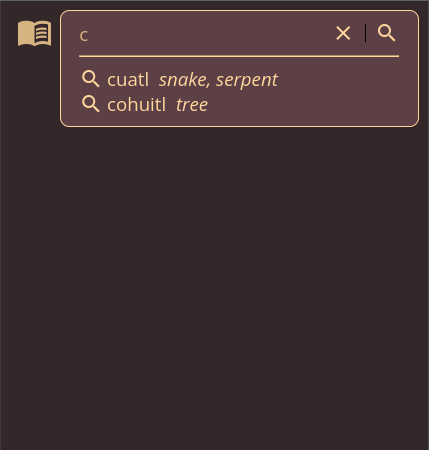 c
cuatl snake, serpent
cohuitl tree